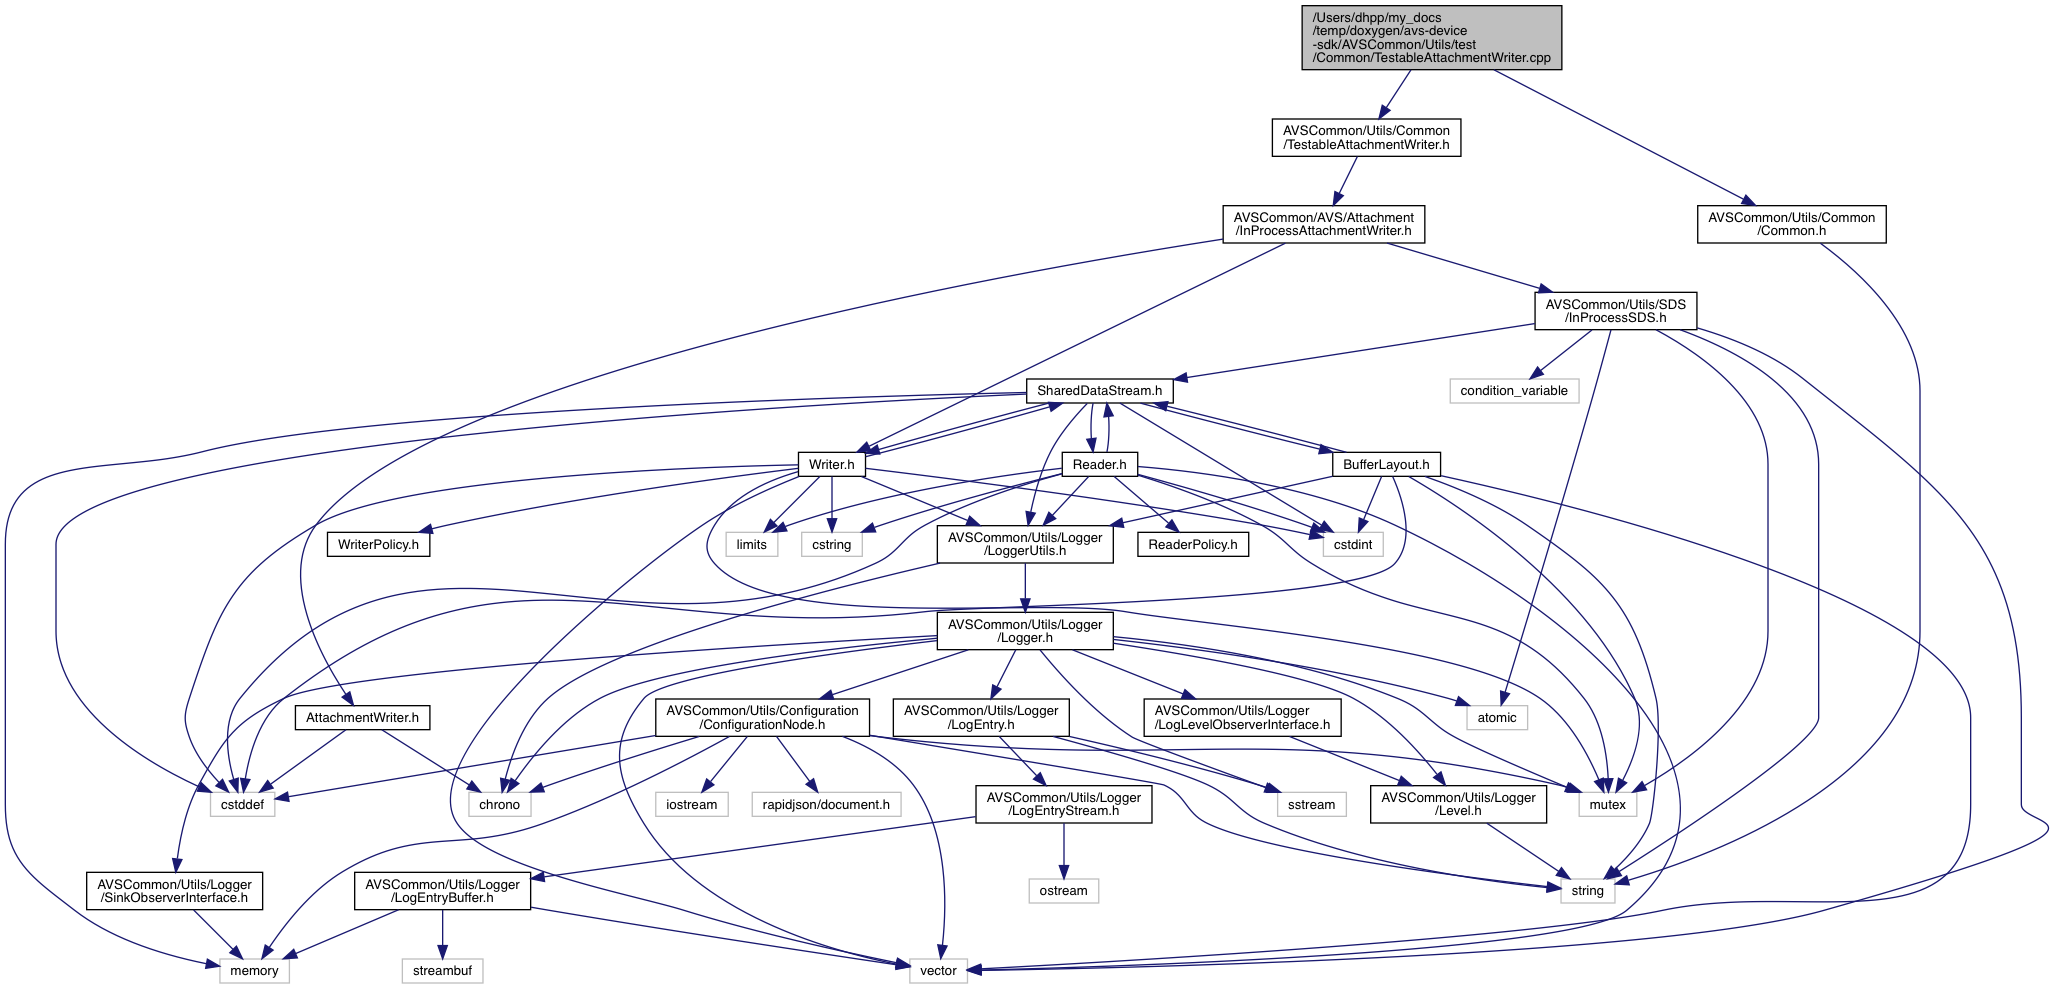 /Users/dhpp/my_docs
/temp/doxygen/avs-device
-sdk/AVSCommon/Utils/test
/Common/TestableAttachmentWriter.cpp
AVSCommon/Utils/Common
/TestableAttachmentWriter.h
AVSCommon/AVS/Attachment
/InProcessAttachmentWriter.h
AVSCommon/Utils/Common
/Common.h
AVSCommon/Utils/SDS
/InProcessSDS.h
SharedDataStream.h
condition_variable
Writer.h
Reader.h
BufferLayout.h
WriterPolicy.h
limits
cstring
AVSCommon/Utils/Logger
/LoggerUtils.h
ReaderPolicy.h
cstdint
AVSCommon/Utils/Logger
/Logger.h
AttachmentWriter.h
AVSCommon/Utils/Configuration
/ConfigurationNode.h
AVSCommon/Utils/Logger
/LogEntry.h
AVSCommon/Utils/Logger
/LogLevelObserverInterface.h
atomic
cstddef
chrono
iostream
rapidjson/document.h
AVSCommon/Utils/Logger
/LogEntryStream.h
sstream
AVSCommon/Utils/Logger
/Level.h
mutex
AVSCommon/Utils/Logger
/SinkObserverInterface.h
AVSCommon/Utils/Logger
/LogEntryBuffer.h
ostream
string
memory
streambuf
vector